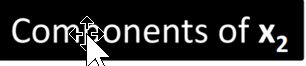 Components of x₂